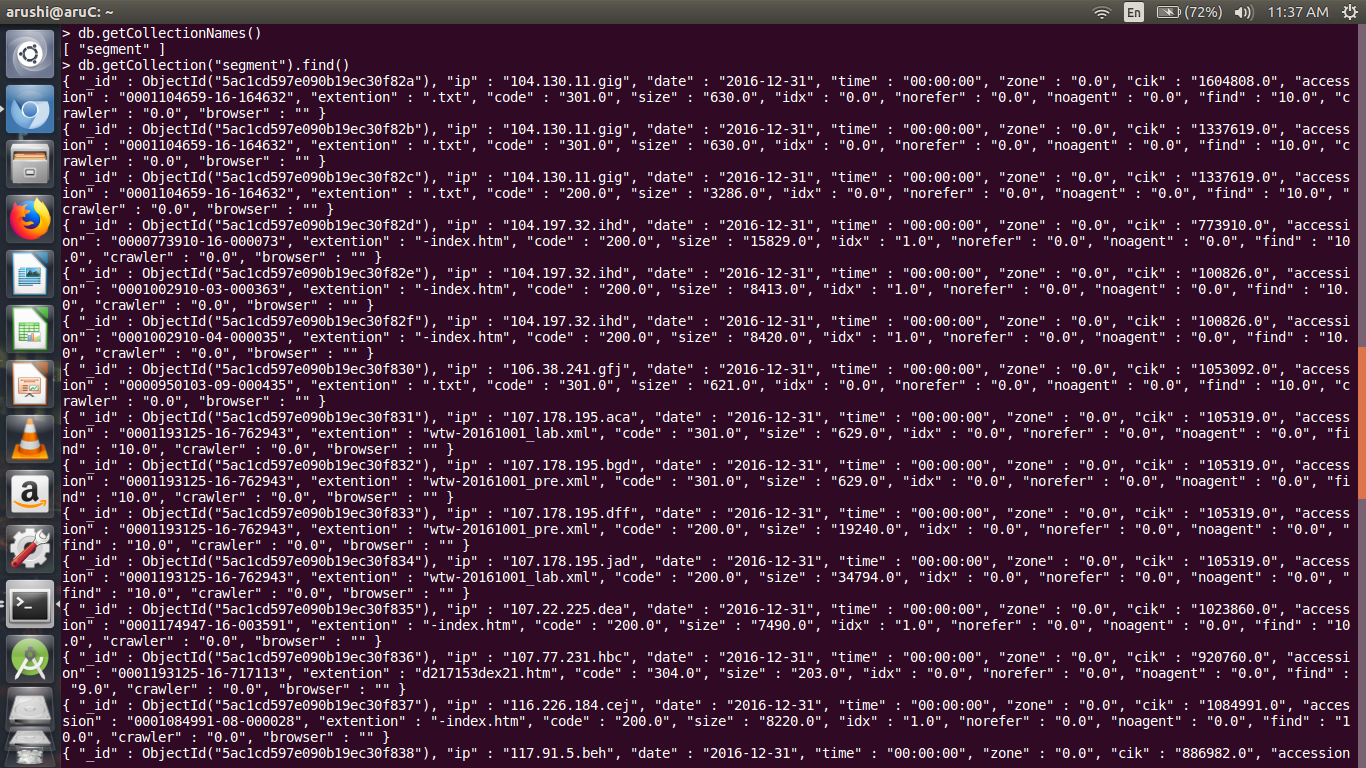 arushi@aruC: ~
En
(72%)
11:37 AM
> db.getCollectionNames()
[ "segment" ]
> db.getCollection("segment").find()
{ "_id" : ObjectId("5ac1cd597e090b19ec30f82a"), "ip" : "104.130.11.gig", "date" : "2016-12-31", "time" : "00:00:00", "zone" : "0.0", "cik" : "1604808.0", "access
ion" : "0001104659-16-164632", "extention" : ".txt", "code" : "301.0", "size" : "630.0", "idx" : "0.0", "norefer" : "0.0", "noagent" : "0.0", "find" : "10.0", "c
rawler" : "0.0", "browser" : "" }
{ "_id" : ObjectId("5ac1cd597e090b19ec30f82b"), "ip" : "104.130.11.gig", "date" : "2016-12-31", "time" : "00:00:00", "zone" : "0.0", "cik" : "1337619.0", "access
ion" : "0001104659-16-164632", "extention" : ".txt", "code" : "301.0", "size" : "630.0", "idx" : "0.0", "norefer" : "0.0", "noagent" : "0.0", "find" : "10.0", "c
rawler" : "0.0", "browser" : "" }
{ "_id" : ObjectId("5ac1cd597e090b19ec30f82c"), "ip" : "104.130.11.gig", "date" : "2016-12-31", "time" : "00:00:00", "zone" : "0.0", "cik" : "1337619.0", "access
ion" : "0001104659-16-164632", "extention" : ".txt", "code" : "200.0", "size" : "3286.0", "idx" : "0.0", "norefer" : "0.0", "noagent" : "0.0", "find" : "10.0", "
crawler" : "0.0", "browser" : "" }
{ "_id" : ObjectId("5ac1cd597e090b19ec30f82d"), "ip" : "104.197.32.ihd", "date" : "2016-12-31", "time" : "00:00:00", "zone" : "0.0", "cik" : "773910.0", "accessi
on" : "0000773910-16-000073", "extention" : "-index.htm", "code" : "200.0", "size" : "15829.0", "idx" : "1.0", "norefer" : "0.0", "noagent" : "0.0", "find" : "10
.0", "crawler" : "0.0", "browser" : "" }
{ "_id" : ObjectId("5ac1cd597e090b19ec30f82e"), "ip" : "104.197.32.ihd", "date" : "2016-12-31", "time" : "00:00:00", "zone" : "0.0", "cik" : "100826.0", "accessi
on" : "0001002910-03-000363", "extention" : "-index.htm", "code" : "200.0", "size" : "8413.0", "idx" : "1.0", "norefer" : "0.0", "noagent" : "0.0", "find" : "10.
0", "crawler" : "0.0", "browser" : "" }
{ "_id" : ObjectId("5ac1cd597e090b19ec30f82f"), "ip" : "104.197.32.ihd", "date" : "2016-12-31", "time" : "00:00:00", "zone" : "0.0", "cik" : "100826.0", "accessi
on" : "0001002910-04-000035", "extention" : "-index.htm", "code" : "200.0", "size" : "8420.0", "idx" : "1.0", "norefer" : "0.0", "noagent" : "0.0", "find" : "10.
0", "crawler" : "0.0", "browser" : "" }
{ "_id" : ObjectId("5ac1cd597e090b19ec30f830"), "ip" : "106.38.241.gfj", "date" : "2016-12-31", "time" : "00:00:00", "zone" : "0.0", "cik" : "1053092.0", "access
ion" : "0000950103-09-000435", "extention" : ".txt", "code" : "301.0", "size" : "621.0", "idx" : "0.0", "norefer" : "0.0", "noagent" : "0.0", "find" : "10.0", "c
rawler" : "0.0", "browser" : "" }
{ "_id" : ObjectId("5ac1cd597e090b19ec30f831"), "ip" : "107.178.195.aca", "date" : "2016-12-31", "time" : "00:00:00", "zone" : "0.0", "cik" : "105319.0", "access
ion" : "0001193125-16-762943", "extention" : "wtw-20161001_lab.xml", "code" : "301.0", "size" : "629.0", "idx" : "0.0", "norefer" : "0.0", "noagent" : "0.0", "fi
nd" : "10.0", "crawler" : "0.0", "browser" : "" }
{ "_id" : ObjectId("5ac1cd597e090b19ec30f832"), "ip" : "107.178.195.bgd", "date" : "2016-12-31", "time" : "00:00:00", "zone" : "0.0", "cik" : "105319.0", "access
ion" : "0001193125-16-762943", "extention" : "wtw-20161001_pre.xml", "code" : "301.0", "size" : "629.0", "idx" : "0.0", "norefer" : "0.0", "noagent" : "0.0", "fi
nd" : "10.0", "crawler" : "0.0", "browser" : "" }
{ "_id" : ObjectId("5ac1cd597e090b19ec30f833"), "ip" : "107.178.195.dff", "date" : "2016-12-31", "time" : "00:00:00", "zone" : "0.0", "cik" : "105319.0", "access
ion" : "0001193125-16-762943", "extention" : "wtw-20161001_pre.xml", "code" : "200.0", "size" : "19240.0", "idx" : "0.0", "norefer" : "0.0", "noagent" : "0.0", "
find" : "10.0", "crawler" : "0.0", "browser" : "" }
{ "_id" : ObjectId("5ac1cd597e090b19ec30f834"), "ip" : "107.178.195.jad", "date" : "2016-12-31", "time" : "00:00:00", "zone" : "0.0", "cik" : "105319.0", "access
ion" : "0001193125-16-762943", "extention" : "wtw-20161001_lab.xml", "code" : "200.0", "size" : "34794.0", "idx" : "0.0", "norefer" : "0.0", "noagent" : "0.0", "
find" : "10.0", "crawler" : "0.0", "browser" : "" }
{ "_id" : ObjectId("5ac1cd597e090b19ec30f835"), "ip" : "107.22.225.dea", "date" : "2016-12-31", "time" : "00:00:00", "zone" : "0.0", "cik" : "1023860.0", "access
ion" : "0001174947-16-003591", "extention" : "-index.htm", "code" : "200.0", "size" : "7490.0", "idx" : "1.0", "norefer" : "0.0", "noagent" : "0.0", "find" : "10
.0", "crawler" : "0.0", "browser" : "" }
{ "_id" : ObjectId("5ac1cd597e090b19ec30f836"), "ip" : "107.77.231.hbc", "date" : "2016-12-31", "time" : "00:00:00", "zone" : "0.0", "cik" : "920760.0", "accessi
on" : "0001193125-16-717113", "extention" : "d217153dex21.htm", "code" : "304.0", "size" : "203.0", "idx" : "0.0", "norefer" : "0.0", "noagent" : "0.0", "find" :
 "9.0", "crawler" : "0.0", "browser" : "" }
{ "_id" : ObjectId("5ac1cd597e090b19ec30f837"), "ip" : "116.226.184.cej", "date" : "2016-12-31", "time" : "00:00:00", "zone" : "0.0", "cik" : "1084991.0", "acces
sion" : "0001084991-08-000028", "extention" : "-index.htm", "code" : "200.0", "size" : "8220.0", "idx" : "1.0", "norefer" : "0.0", "noagent" : "0.0", "find" : "1
0.0", "crawler" : "0.0", "browser" : "" }
{ "_id" : ObjectId("5ac1cd597e090b19ec30f838"), "ip" : "117.91.5.beh", "date" : "2016-12-31", "time" : "00:00:00", "zone" : "0.0", "cik" : "886982.0", "accession